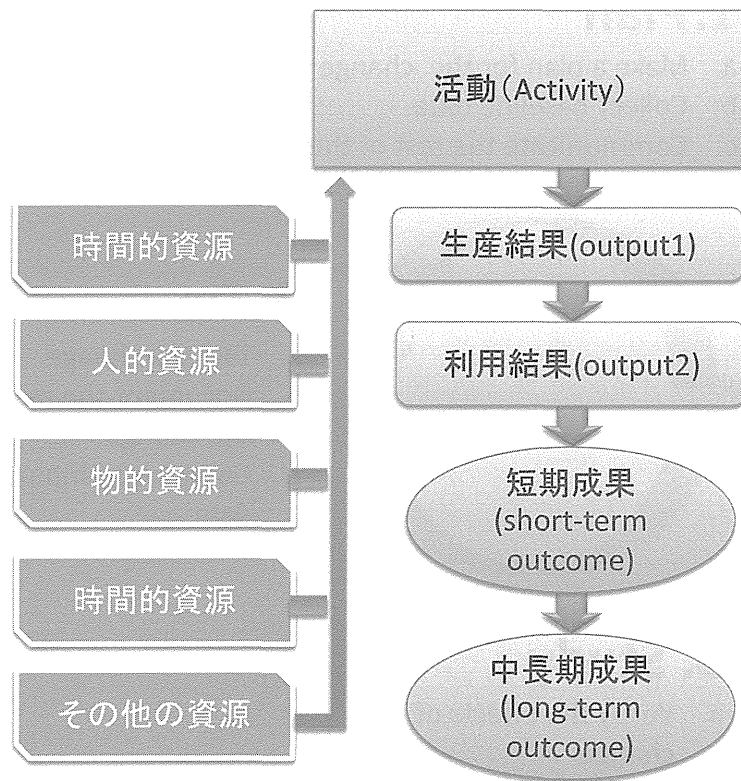 活動(Activity)
時間的資源
人的資源
物的資源
時間的資源
その他の資源
生産結果(output1)
利用結果(output2)
短期成果
(short-term
outcome)
中長期成果
(long-term
outcome)